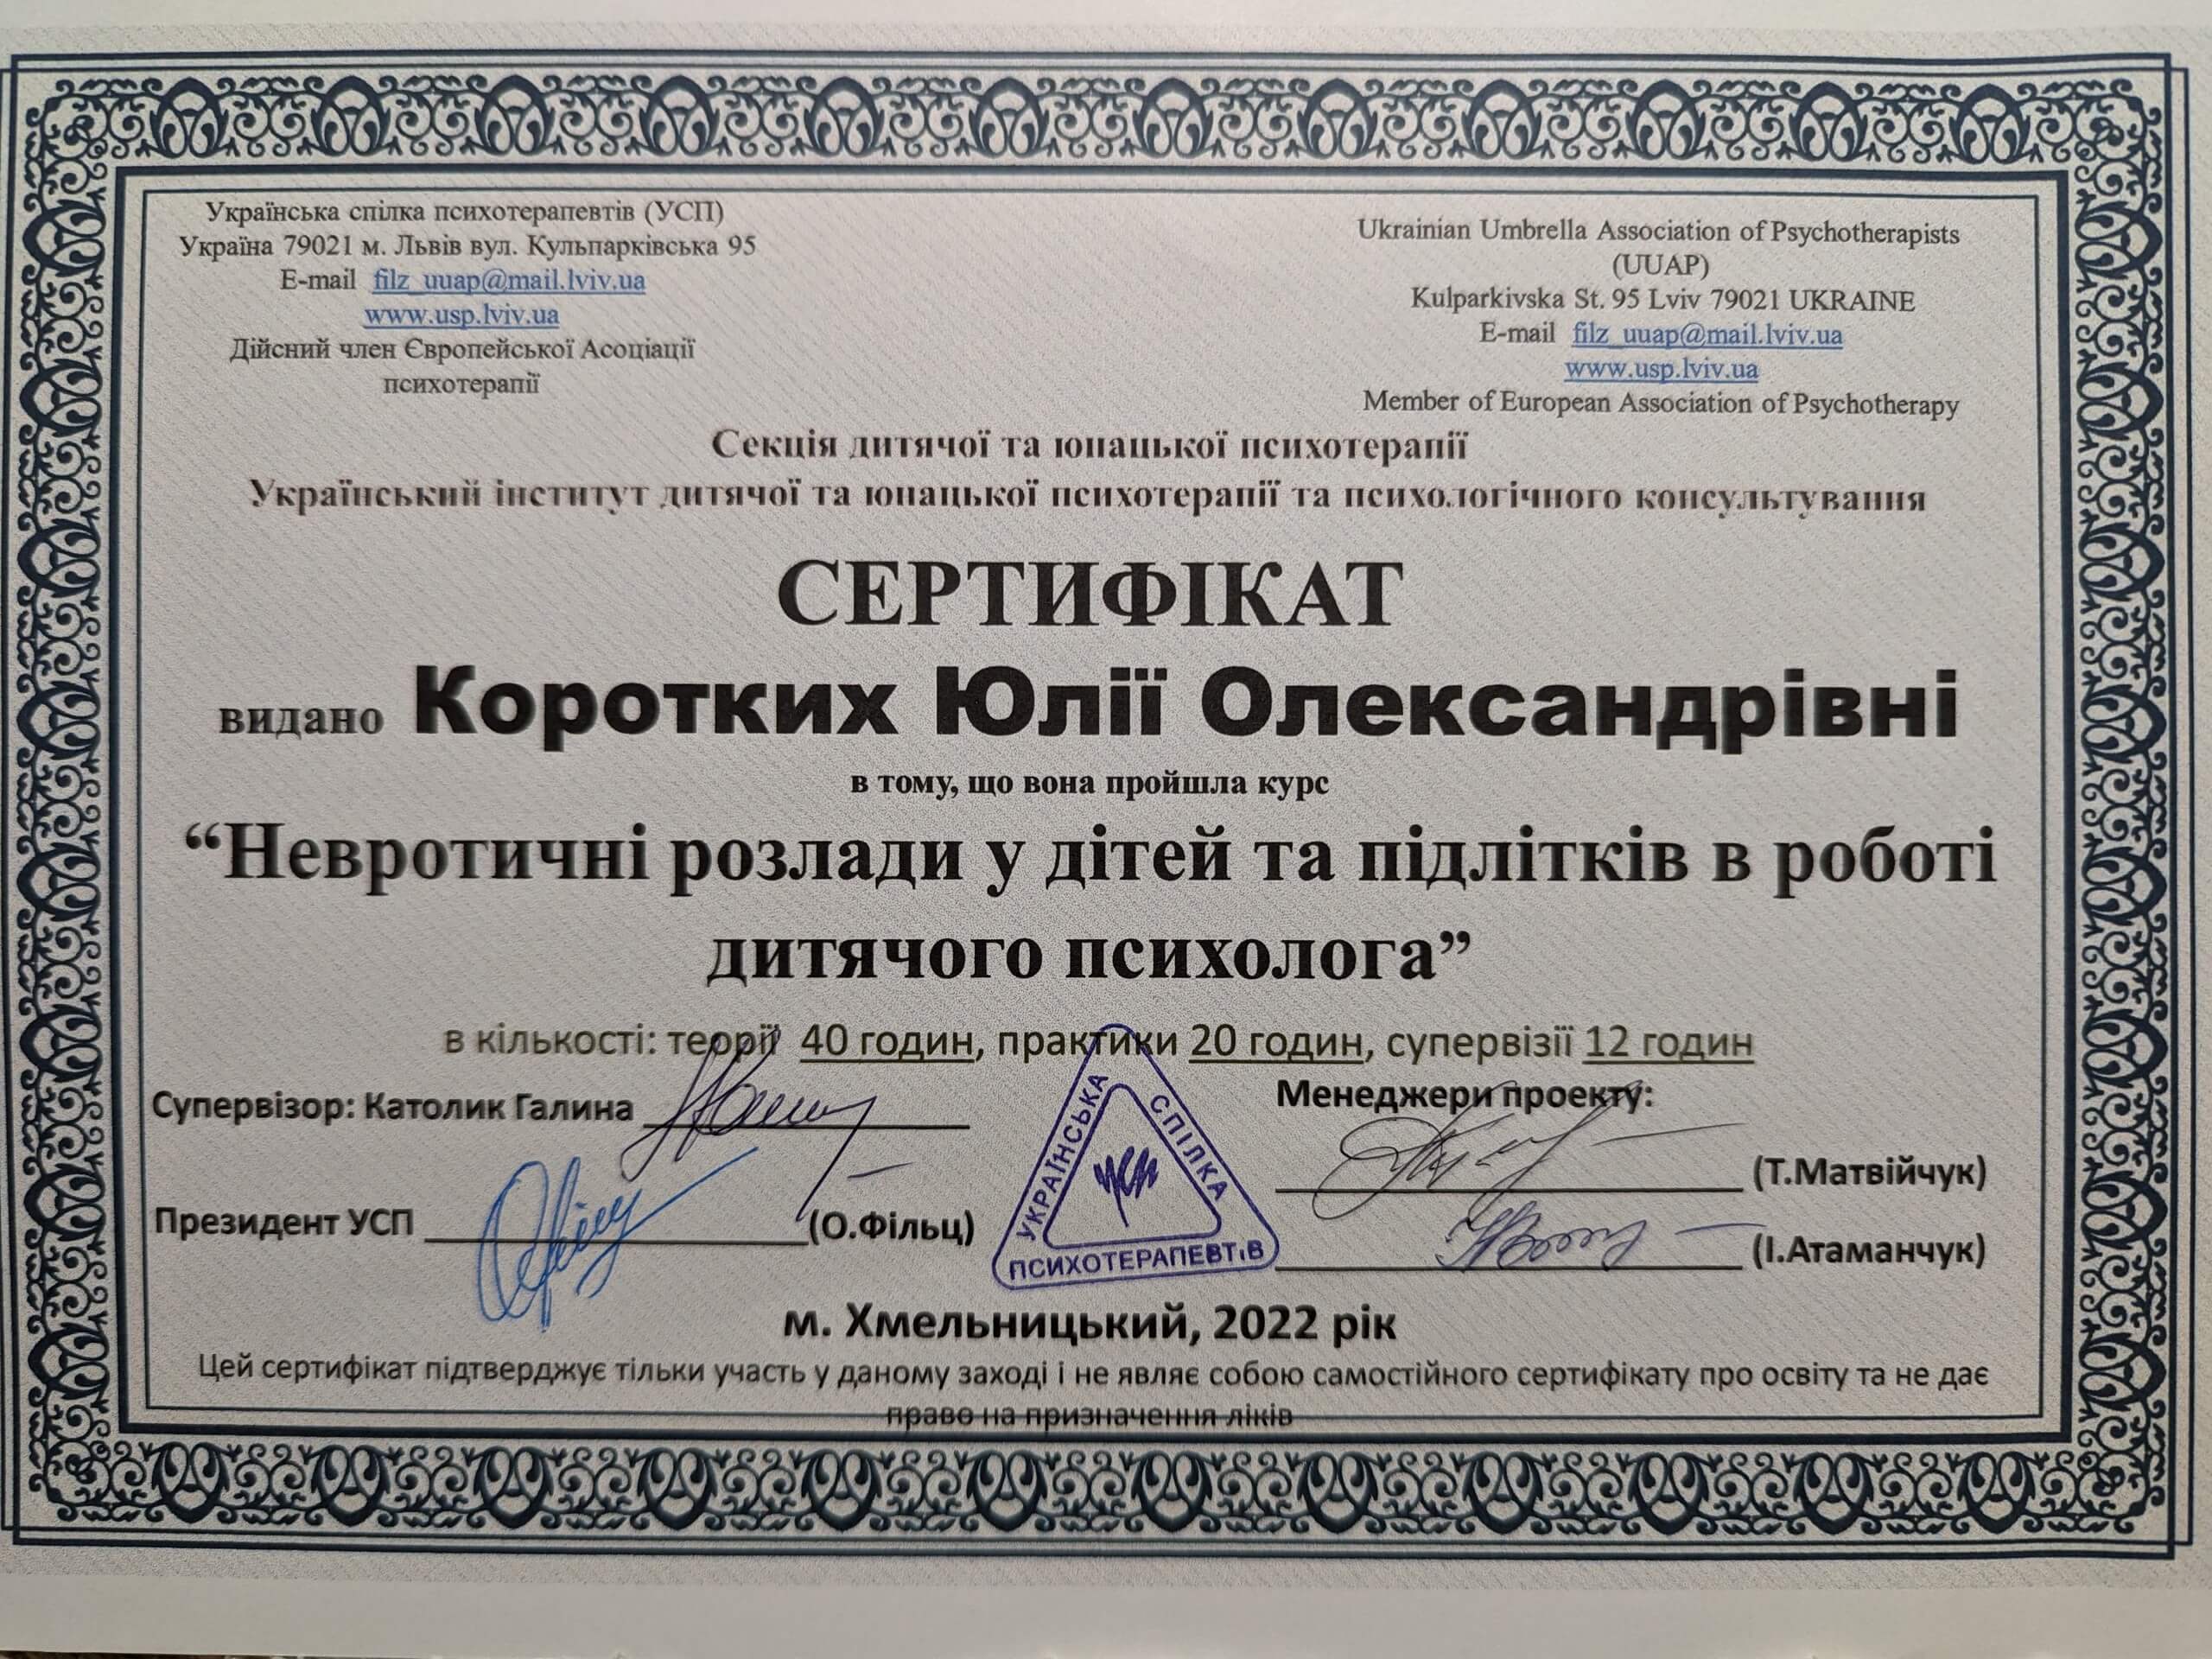 Українська спілка психотерапевтів (УСП)
Україна 79021 м. Львів вул. Кульпарківська 95
E-mail filz_uuap@mail.lviv.ua
www.usp.lviv.ua
Дійсний член Європейської Асоціації
психотерапії
Ukrainian Umbrella Association of Psychotherapists
(UUAP)
Kulparkivska St. 95 Lviv 79021 UKRAINE
E-mail filz_uuap@mail.lviv.ua
www.usp.lviv.ua
Member of European Association of Psychotherapy
Секція дитячої та юнацької психотерапії
Український інститут дитячої та юнацької психотерапії та психологічного консультування
СЕРТИФІКАТ
видано Коротких Юлії Олександрівні
в тому, що вона пройшла курс
“Невротичні розлади у дітей та підлітків в роботі
дитячого психолога”
в кількості: теорії 40 годин, практики 20 годин, супервізії 12 годин
Супервізор: Католик Галина
Президент УСП (О.Фільц)
УКРАЇНСЬКА СПІЛКА ПСИХОТЕРАПЕВТІВ
УСП
Менеджери проекту:
(Т.Матвійчук)
(І.Атаманчук)
м. Хмельницький, 2022 рік
Цей сертифікат підтверджує тільки участь у даному заході і не являє собою самостійного сертифікату про освіту та не дає
право на призначення ліків